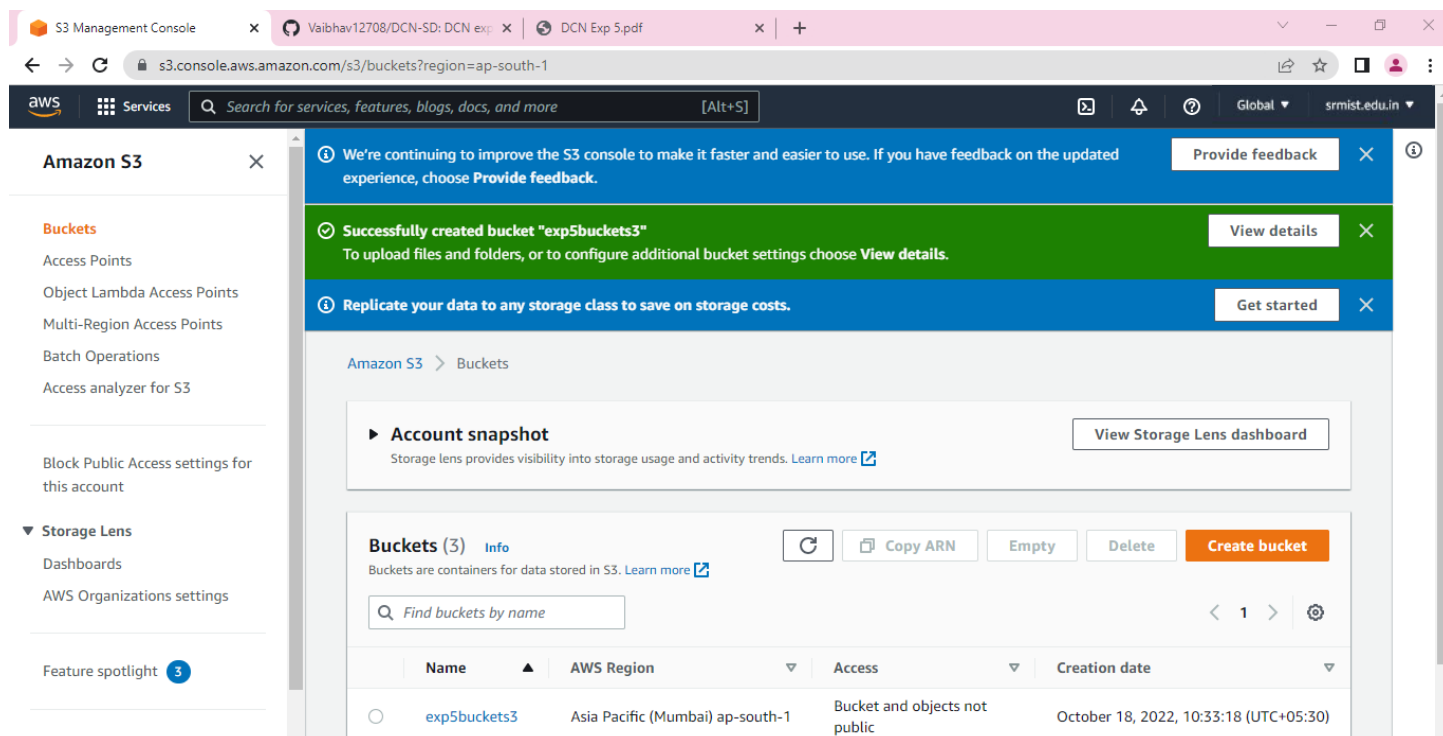 S3 Management Console
Vaibhav12708/DCN-SD: DCN exp
DCN Exp 5.pdf
s3.console.aws.amazon.com/s3/buckets?region=ap-south-1
aws
Services
Search for services, features, blogs, docs, and more
[Alt+S]
Global
srmist.edu.in
Amazon S3
Buckets
Access Points
Object Lambda Access Points
Multi-Region Access Points
Batch Operations
Access analyzer for S3
Block Public Access settings for
this account
Storage Lens
Dashboards
AWS Organizations settings
Feature spotlight 3
We're continuing to improve the S3 console to make it faster and easier to use. If you have feedback on the updated
experience, choose Provide feedback.
Provide feedback
Successfully created bucket "exp5buckets3"
To upload files and folders, or to configure additional bucket settings choose View details.
View details
Replicate your data to any storage class to save on storage costs.
Get started
Amazon S3 > Buckets
Account snapshot
Storage lens provides visibility into storage usage and activity trends. Learn more
View Storage Lens dashboard
Buckets (3) Info
Buckets are containers for data stored in S3. Learn more
Copy ARN
Empty
Delete
Create bucket
Find buckets by name
1
Name
AWS Region
Access
Creation date
exp5buckets3
Asia Pacific (Mumbai) ap-south-1
Bucket and objects not
public
October 18, 2022, 10:33:18 (UTC+05:30)